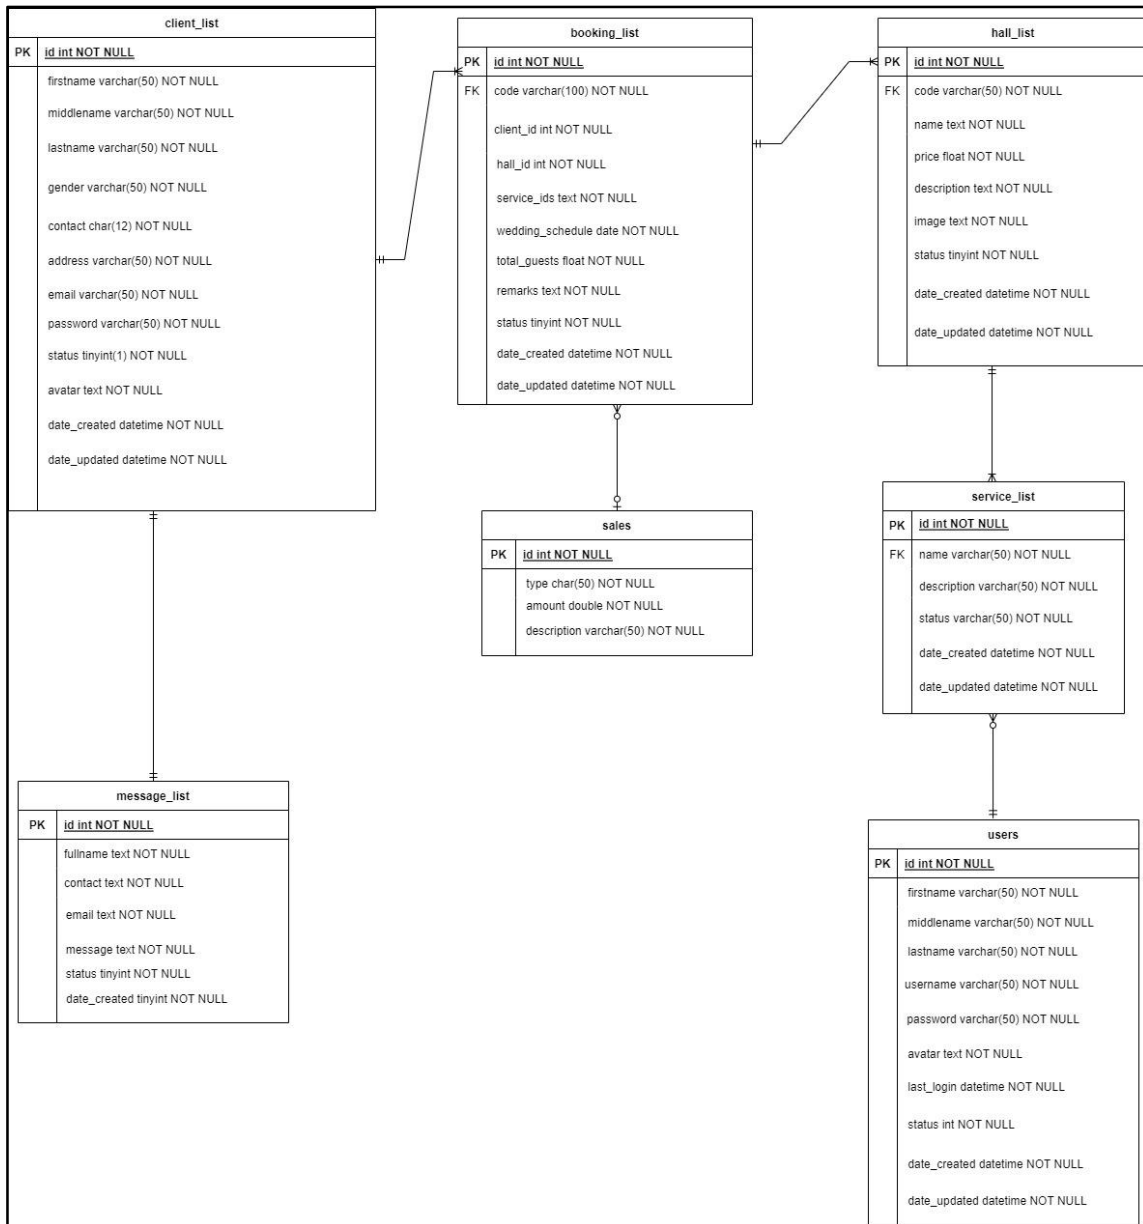 client_list
PK id int NOT NULL
firstname varchar(50) NOT NULL
middlename varchar(50) NOT NULL
lastname varchar(50) NOT NULL
gender varchar(50) NOT NULL
contact char(12) NOT NULL
address varchar(50) NOT NULL
email varchar(50) NOT NULL
password varchar(50) NOT NULL
status tinyint(1) NOT NULL
avatar text NOT NULL
date_created datetime NOT NULL
date_updated datetime NOT NULL
booking_list
PK id int NOT NULL
FK code varchar(100) NOT NULL
client_id int NOT NULL
hall_id int NOT NULL
service_ids text NOT NULL
wedding_schedule date NOT NULL
total_guests float NOT NULL
remarks text NOT NULL
status tinyint NOT NULL
date_created datetime NOT NULL
date_updated datetime NOT NULL
hall_list
PK id int NOT NULL
FK code varchar(50) NOT NULL
name text NOT NULL
price float NOT NULL
description text NOT NULL
image text NOT NULL
status tinyint NOT NULL
date_created datetime NOT NULL
date_updated datetime NOT NULL
sales
PK id int NOT NULL
type char(50) NOT NULL
amount double NOT NULL
description varchar(50) NOT NULL
service_list
PK id int NOT NULL
FK name varchar(50) NOT NULL
description varchar(50) NOT NULL
status varchar(50) NOT NULL
date_created datetime NOT NULL
date_updated datetime NOT NULL
message_list
PK id int NOT NULL
fullname text NOT NULL
contact text NOT NULL
email text NOT NULL
message text NOT NULL
status tinyint NOT NULL
date_created tinyint NOT NULL
users
PK id int NOT NULL
firstname varchar(50) NOT NULL
middlename varchar(50) NOT NULL
lastname varchar(50) NOT NULL
username varchar(50) NOT NULL
password varchar(50) NOT NULL
avatar text NOT NULL
last_login datetime NOT NULL
status int NOT NULL
date_created datetime NOT NULL
date_updated datetime NOT NULL